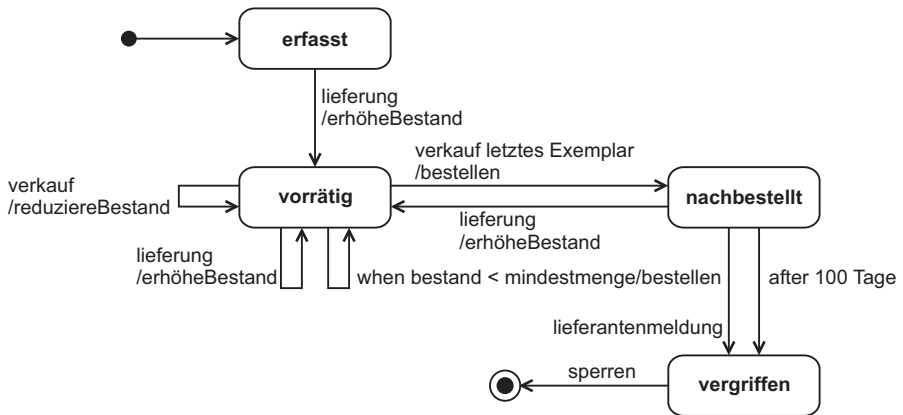 erfasst
lieferung
/erhöheBestand
verkauf letztes Exemplar
/bestellen
verkauf
/reduziereBestand
vorrätig
nachbestellt
lieferung
/erhöheBestand
lieferung
/erhöheBestand
when bestand < mindestmenge/bestellen
after 100 Tage
lieferantenmeldung
sperren
vergriffen